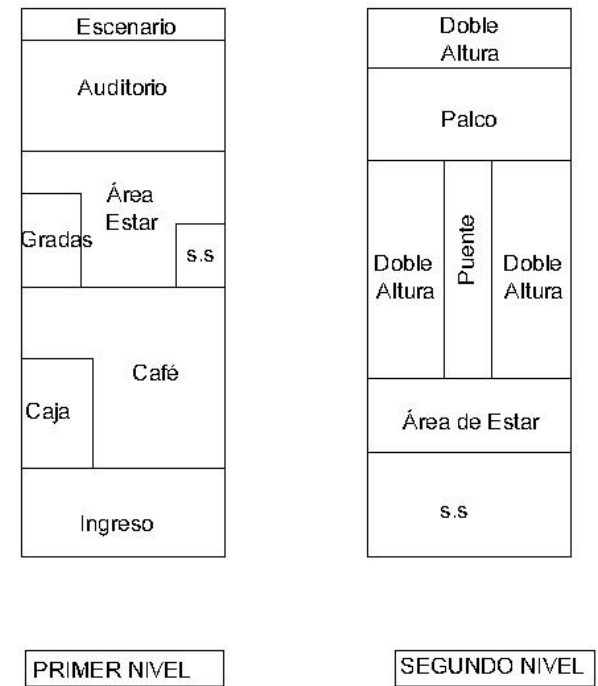 Escenario
Auditorio
Área
Estar
Gradas
s.s
Café
Caja
Ingreso
PRIMER NIVEL
Doble
Altura
Palco
Doble
Altura
Puente
Doble
Altura
Área de Estar
s.s
SEGUNDO NIVEL